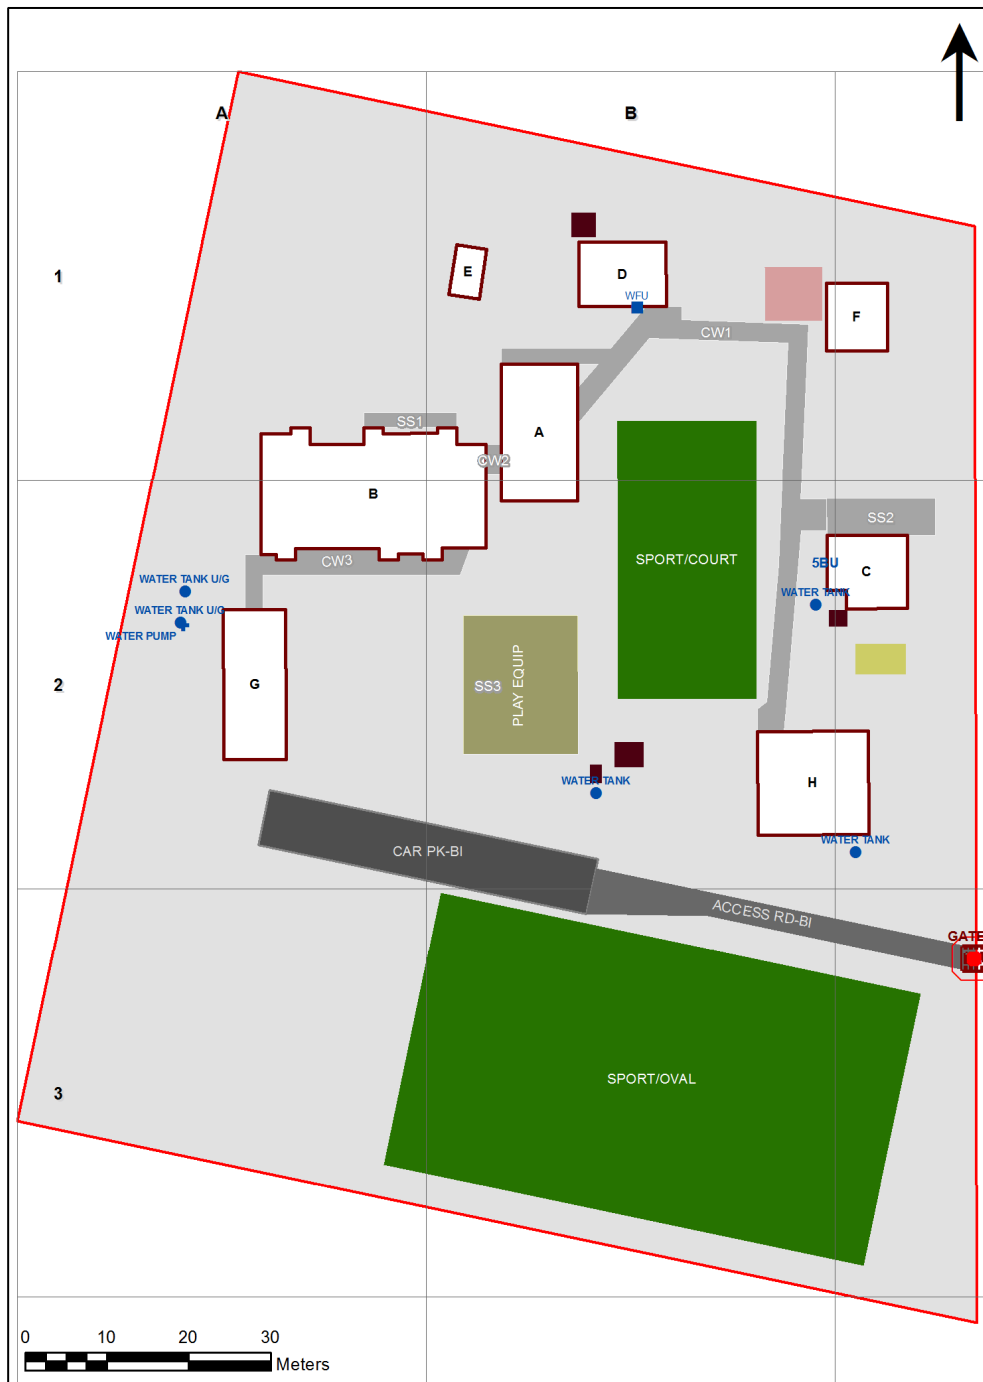 A
B
1
E
D
WFU
CW1
F
SS1
A
CW2
B
SS2
SPORT/COURT
CW3
5BU
C
WATER TANK U/G
WATER TANK
WATER TANK U/G
WATER PUMP
2
G
SS3
PLAY EQUIP
WATER TANK
H
WATER TANK
CAR PK-BI
ACCESS RD-BI
GATE
SPORT/OVAL
3
0 10 20 30
Meters